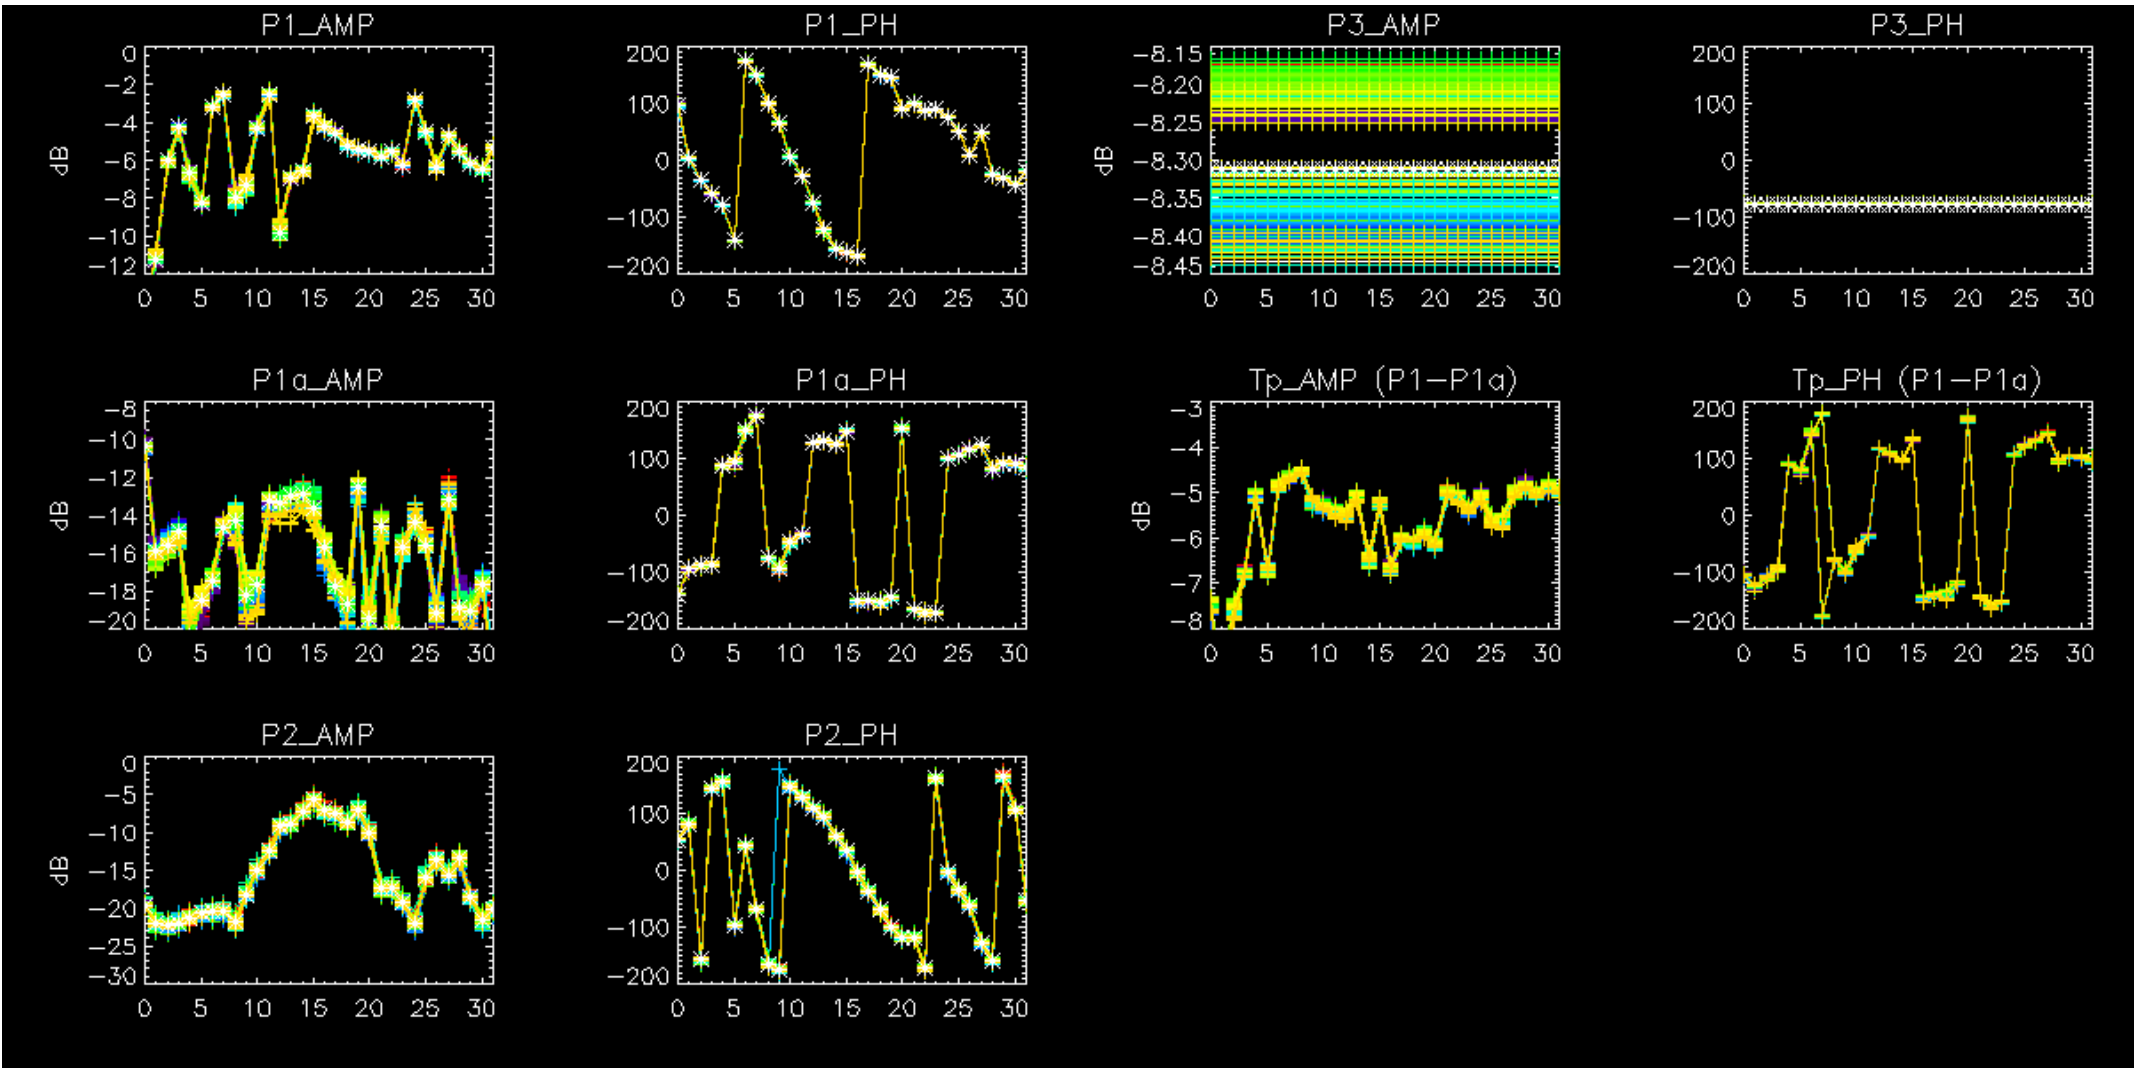 P1_AMP
0
-2
-4
-6
-8
-10
-12
dB
0 5 10 15 20 25 30
P1_PH
200
100
0
-100
-200
0 5 10 15 20 25 30
P3_AMP
-8.15
-8.20
-8.25
-8.30
-8.35
-8.40
-8.45
dB
0 5 10 15 20 25 30
P3_PH
200
100
0
-100
-200
0 5 10 15 20 25 30
P1a_AMP
-8
-10
-12
-14
-16
-18
-20
dB
0 5 10 15 20 25 30
P1a_PH
200
100
0
-100
-200
0 5 10 15 20 25 30
Tp_AMP (P1-P1a)
-3
-4
-5
-6
-7
-8
dB
0 5 10 15 20 25 30
Tp_PH (P1-P1a)
200
100
0
-100
-200
0 5 10 15 20 25 30
P2_AMP
0
-5
-10
-15
-20
-25
-30
dB
0 5 10 15 20 25 30
P2_PH
200
100
0
-100
-200
0 5 10 15 20 25 30